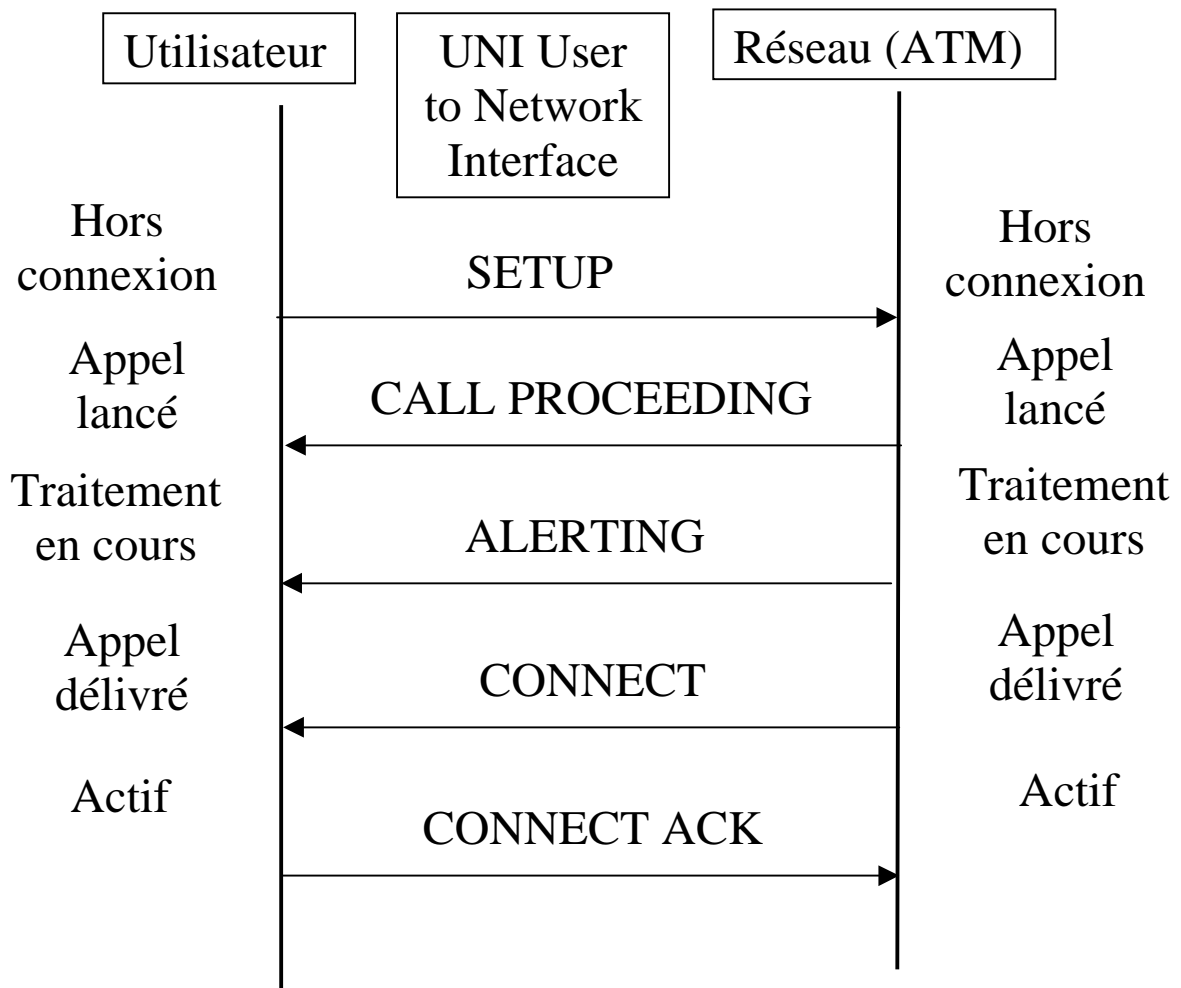 Utilisateur
UNI User
to Network
Interface
Réseau (ATM)
Hors
connexion
SETUP
Hors
connexion
Appel
lancé
CALL PROCEEDING
Appel
lancé
Traitement
en cours
ALERTING
Traitement
en cours
Appel
délivré
CONNECT
Appel
délivré
Actif
CONNECT ACK
Actif